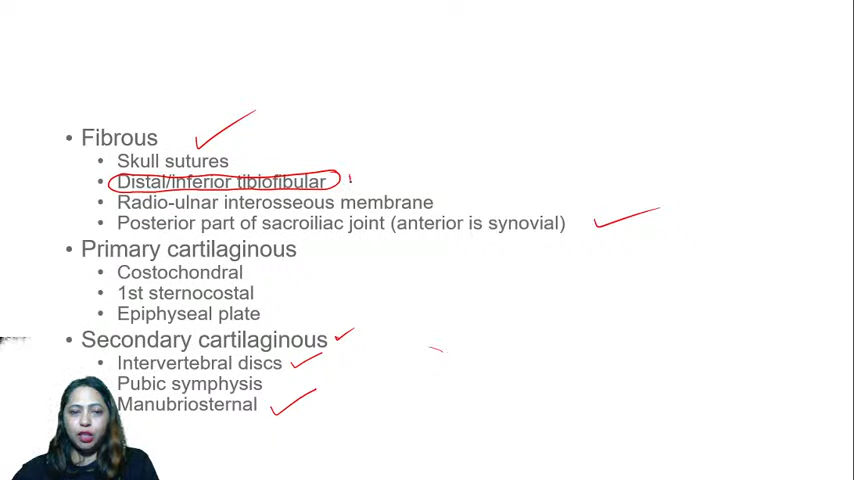 • Fibrous
• Skull sutures
• Distal/inferior tibiofibular
• Radio-ulnar interosseous membrane
• Posterior part of sacroiliac joint (anterior is synovial)
• Primary cartilaginous
• Costochondral
• 1st sternocostal
• Epiphyseal plate
• Secondary cartilaginous
• Intervertebral discs
Pubic symphysis
Manubriosternal